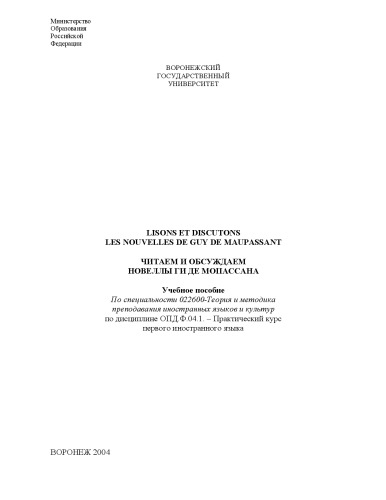 Министерство
Образования
Российской
Федерации
ВОРОНЕЖСКИЙ
ГОСУДАРСТВЕННЫЙ
УНИВЕРСИТЕТ
LISONS ET DISCUTONS
LES NOUVELLES DE GUY DE MAUPASSANT
ЧИТАЕМ И ОБСУЖДАЕМ
НОВЕЛЛЫ ГИ ДЕ МОПАССАНА
Учебное пособие
По специальности 022600-Теория и методика
преподавания иностранных языков и культур
по дисциплине ОПД.Ф.04.1. – Практический курс
первого иностранного языка
ВОРОНЕЖ 2004